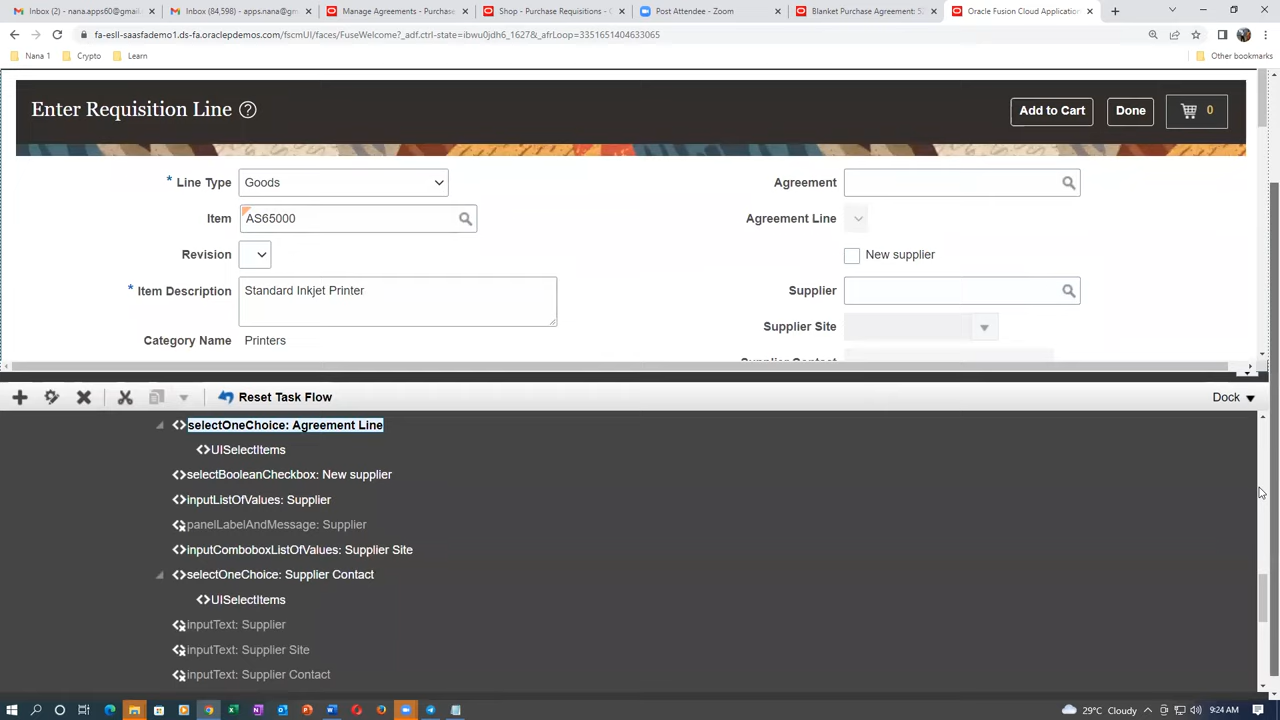 Inbox (2) - nana.apps60@gmail.
Inbox (84,598) - apps.nana@gm
Manage Agreements - Purchase
Shop - Purchase Requisitions - C
Post Attendee - Zoom
Blanket Purchase Agreement: 5
Oracle Fusion Cloud Application
fa-esll-saasfademo1.ds-fa.oraclepdemos.com/fscmUI/faces/FuseWelcome?_adf.ctrl-state=ibwu0jdh6_1627&_afrLoop=3351651404633065
Nana 1
Crypto
Learn
Other bookmarks
Enter Requisition Line
Add to Cart
Done
0
* Line Type Goods
Agreement
Item AS65000
Agreement Line
Revision
New supplier
* Item Description Standard Inkjet Printer
Supplier
Supplier Site
Category Name Printers
Supplier Contact
Reset Task Flow
Dock
selectOneChoice: Agreement Line
UISelectItems
selectBooleanCheckbox: New supplier
inputListOfValues: Supplier
panelLabelAndMessage: Supplier
inputComboboxListOfValues: Supplier Site
selectOneChoice: Supplier Contact
UISelectItems
inputText: Supplier
inputText: Supplier Site
inputText: Supplier Contact
29°C Cloudy
9:24 AM